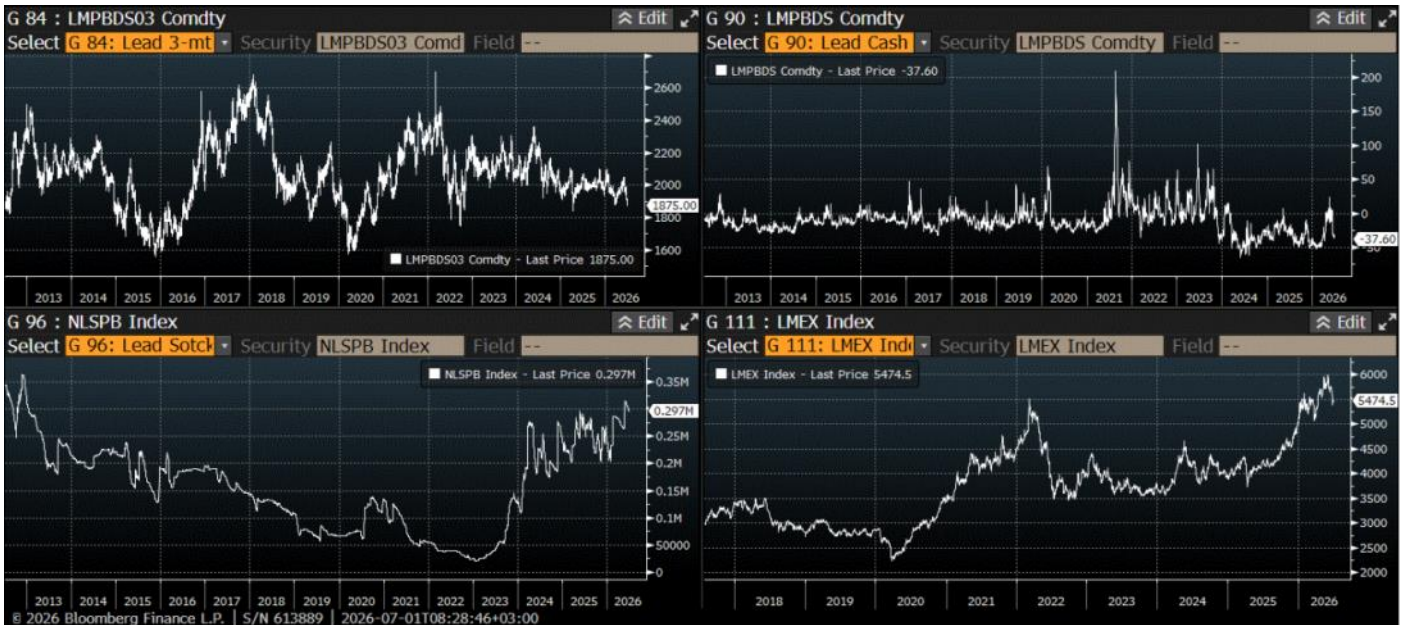 G 84 : LMPBDS03 Comdty
Edit
Select G 84: Lead 3-mt Security LMPBDS03 Comd Field --
2600
2400
2200
2000
1875.00
1800
1600
LMPBDS03 Comdty - Last Price 1875.00
2013 2014 2015 2016 2017 2018 2019 2020 2021 2022 2023 2024 2025 2026
G 90 : LMPBDS Comdty
Edit
Select G 90: Lead Cash Security LMPBDS Comdty Field --
LMPBDS Comdty - Last Price -37.60
200
150
100
50
0
-37.60
-50
2013 2014 2015 2016 2017 2018 2019 2020 2021 2022 2023 2024 2025 2026
G 96 : NLSPB Index
Edit
Select G 96: Lead Sotck Security NLSPB Index Field --
NLSPB Index - Last Price 0.297M
0.35M
0.297M
0.25M
0.2M
0.15M
0.1M
50000
0
2013 2014 2015 2016 2017 2018 2019 2020 2021 2022 2023 2024 2025 2026
G 111 : LMEX Index
Edit
Select G 111: LMEX Ind Security LMEX Index Field --
LMEX Index - Last Price 5474.5
6000
5474.5
5000
4500
4000
3500
3000
2500
2000
2018 2019 2020 2021 2022 2023 2024 2025 2026
© 2026 Bloomberg Finance L.P. | S/N 613889 | 2026-07-01T08:28:46+03:00